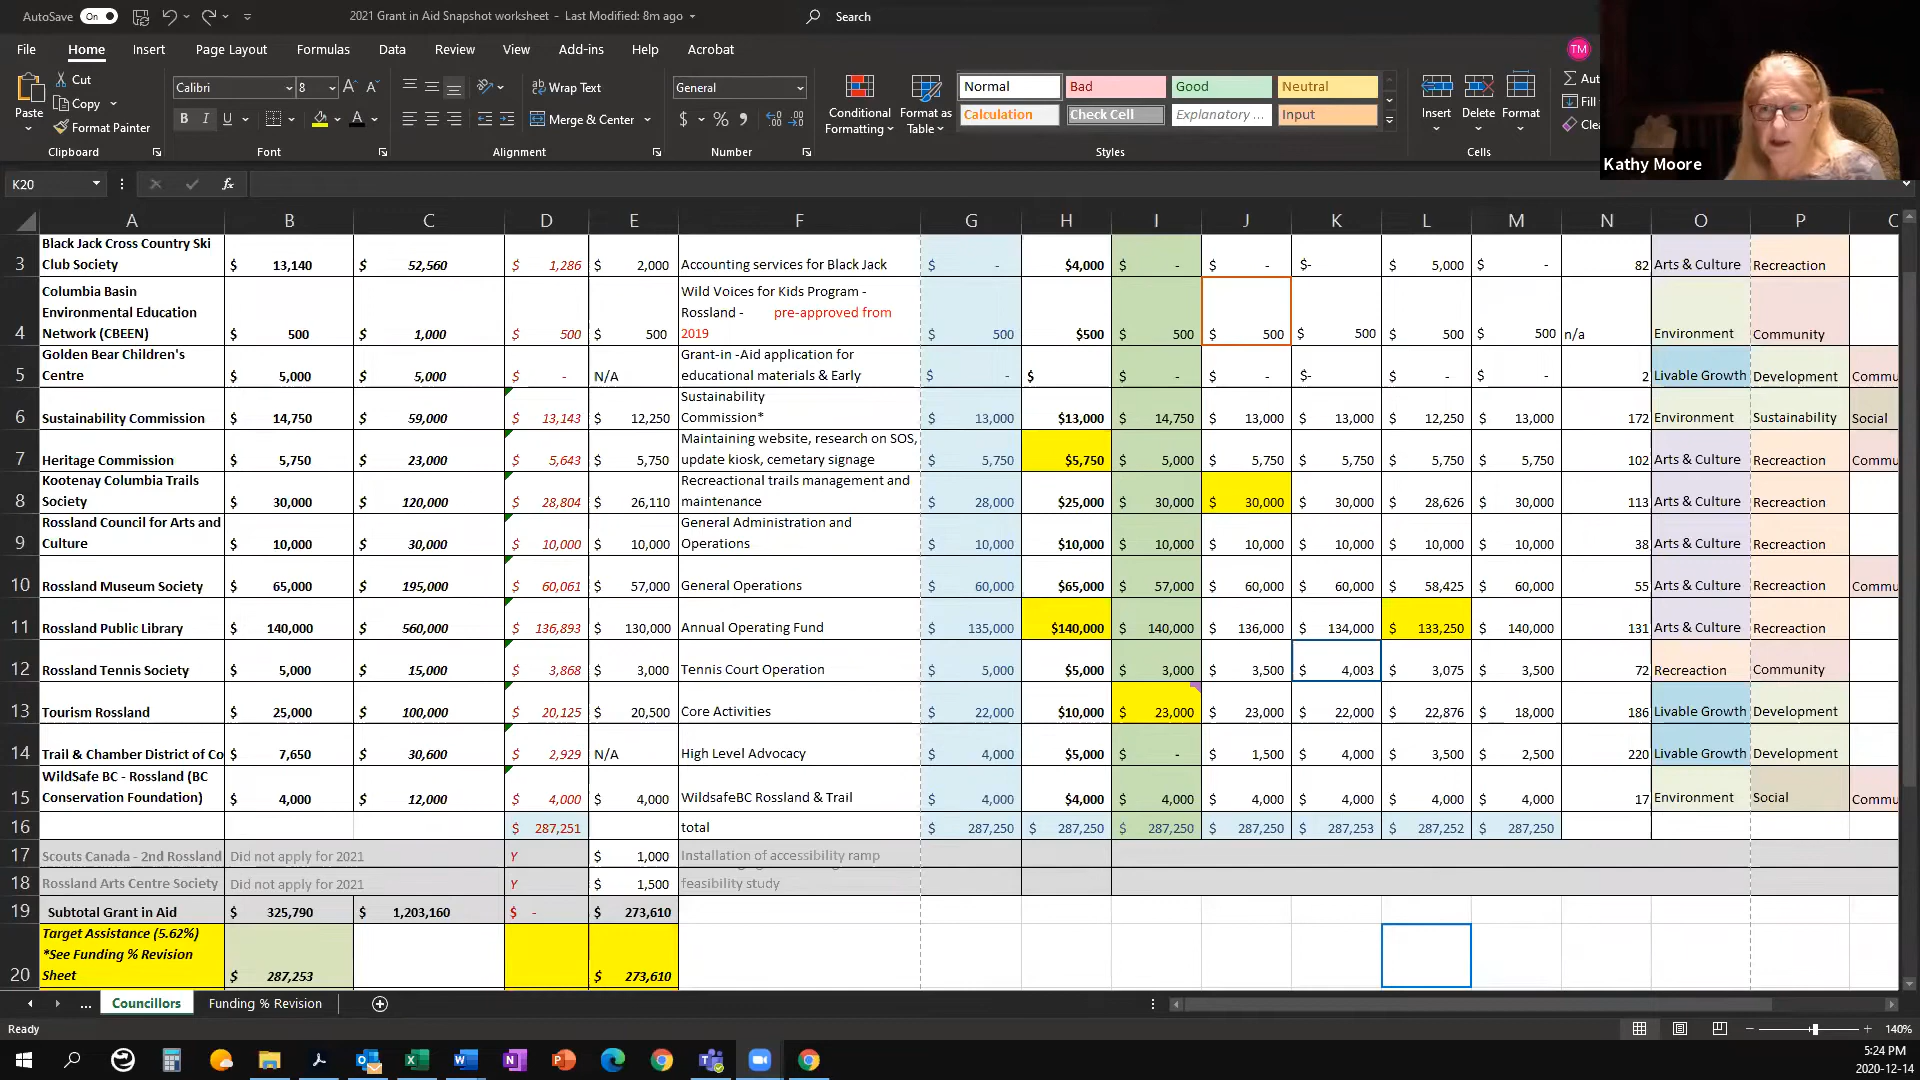 AutoSave On 2021 Grant in Aid Snapshot worksheet - Last Modified: 8m ago Search
File Home Insert Page Layout Formulas Data Review View Add-ins Help Acrobat TM
Paste Cut Copy Format Painter Clipboard
Calibri 8 B I U A Font
Wrap Text Merge & Center Alignment
General $ % Number
Conditional Formatting Format as Table
Normal Bad Good Neutral
Calculation Check Cell Explanatory ... Input
Styles
Insert Delete Format Cells
Aut
Fill
Cle
Kathy Moore
K20 fx
A B C D E F G H I J K L M N O P
3 Black Jack Cross Country Ski Club Society $ 13,140 $ 52,560 $ 1,286 $ 2,000 Accounting services for Black Jack $ - $4,000 $ - $ - $- $ 5,000 $ - 82 Arts & Culture Recreaction
4 Columbia Basin Environmental Education Network (CBEEN) $ 500 $ 1,000 $ 500 $ 500 Wild Voices for Kids Program - Rossland - pre-approved from 2019 $ 500 $500 $ 500 $ 500 $ 500 $ 500 $ 500 n/a Environment Community
5 Golden Bear Children's Centre $ 5,000 $ 5,000 $ - N/A Grant-in -Aid application for educational materials & Early $ - $ $ - $ - $- $ - $ - 2 Livable Growth Development Commu
6 Sustainability Commission $ 14,750 $ 59,000 $ 13,143 $ 12,250 Sustainability Commission* $ 13,000 $13,000 $ 14,750 $ 13,000 $ 13,000 $ 12,250 $ 13,000 172 Environment Sustainability Social
7 Heritage Commission $ 5,750 $ 23,000 $ 5,643 $ 5,750 Maintaining website, research on SOS, update kiosk, cemetary signage $ 5,750 $5,750 $ 5,000 $ 5,750 $ 5,750 $ 5,750 $ 5,750 102 Arts & Culture Recreaction Commu
8 Kootenay Columbia Trails Society $ 30,000 $ 120,000 $ 28,804 $ 26,110 Recreactional trails management and maintenance $ 28,000 $25,000 $ 30,000 $ 30,000 $ 30,000 $ 28,626 $ 30,000 113 Arts & Culture Recreaction
9 Rossland Council for Arts and Culture $ 10,000 $ 30,000 $ 10,000 $ 10,000 General Administration and Operations $ 10,000 $10,000 $ 10,000 $ 10,000 $ 10,000 $ 10,000 $ 10,000 38 Arts & Culture Recreaction
10 Rossland Museum Society $ 65,000 $ 195,000 $ 60,061 $ 57,000 General Operations $ 60,000 $65,000 $ 57,000 $ 60,000 $ 60,000 $ 58,425 $ 60,000 55 Arts & Culture Recreaction Commu
11 Rossland Public Library $ 140,000 $ 560,000 $ 136,893 $ 130,000 Annual Operating Fund $ 135,000 $140,000 $ 140,000 $ 136,000 $ 134,000 $ 133,250 $ 140,000 131 Arts & Culture Recreaction
12 Rossland Tennis Society $ 5,000 $ 15,000 $ 3,868 $ 3,000 Tennis Court Operation $ 5,000 $5,000 $ 3,000 $ 3,500 $ 4,003 $ 3,075 $ 3,500 72 Recreaction Community
13 Tourism Rossland $ 25,000 $ 100,000 $ 20,125 $ 20,500 Core Activities $ 22,000 $10,000 $ 23,000 $ 23,000 $ 22,000 $ 22,876 $ 18,000 186 Livable Growth Development
14 Trail & Chamber District of Co $ 7,650 $ 30,600 $ 2,929 N/A High Level Advocacy $ 4,000 $5,000 $ - $ 1,500 $ 4,000 $ 3,500 $ 2,500 220 Livable Growth Development
15 WildSafe BC - Rossland (BC Conservation Foundation) $ 4,000 $ 12,000 $ 4,000 $ 4,000 WildsafeBC Rossland & Trail $ 4,000 $4,000 $ 4,000 $ 4,000 $ 4,000 $ 4,000 $ 4,000 17 Environment Social Commu
16 $ 287,251 total $ 287,250 $ 287,250 $ 287,250 $ 287,250 $ 287,253 $ 287,252 $ 287,250
17 Scouts Canada - 2nd Rossland Did not apply for 2021 Y $ 1,000 Installation of accessibility ramp
18 Rossland Arts Centre Society Did not apply for 2021 Y $ 1,500 feasibility study
19 Subtotal Grant in Aid $ 325,790 $ 1,203,160 $ - $ 273,610
20 Target Assistance (5.62%) *See Funding % Revision Sheet $ 287,253 $ 273,610
... Councillors Funding % Revision
Ready 140%
5:24 PM
2020-12-14